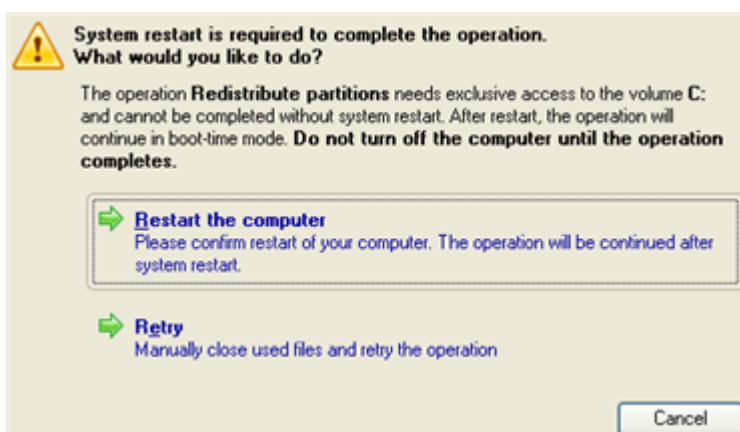 System restart is required to complete the operation.
What would you like to do?
The operation Redistribute partitions needs exclusive access to the volume C:
and cannot be completed without system restart. After restart, the operation will
continue in boot-time mode. Do not turn off the computer until the operation
completes.
Restart the computer
Please confirm restart of your computer. The operation will be continued after
system restart.
Retry
Manually close used files and retry the operation
Cancel